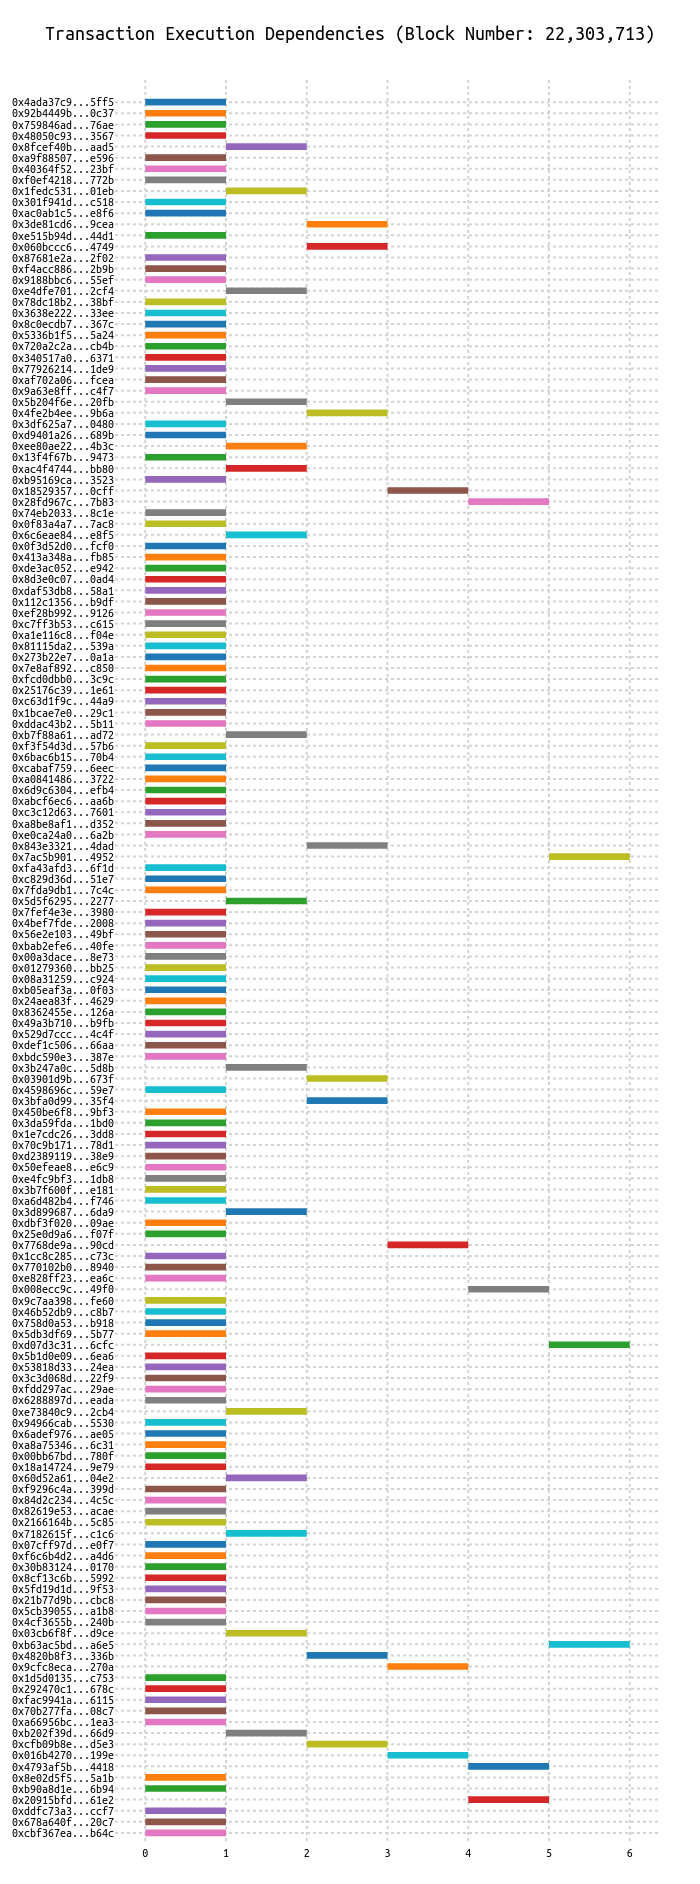 Transaction Execution Dependencies (Block Number: 22,303,713)
0x4ada37c9...5ff5
0x92b4449b...0c37
0x759846ad...76ae
0x48050c93...3567
0x8fcef40b...aad5
0xa9f88507...e596
0x40364f52...23bf
0xf0ef4218...772b
0x1fedc531...01eb
0x301f941d...c518
0xac0ab1c5...e8f6
0x3de81cd6...9cea
0xe515b94d...44d1
0x060bccc6...4749
0x87681e2a...2f02
0xf4acc886...2b9b
0x9188bbc6...55ef
0xe4dfe701...2cf4
0x78dc18b2...38bf
0x3638e222...33ee
0x8c0ecdb7...367c
0x5336b1f5...5a24
0x720a2c2a...cb4b
0x340517a0...6371
0x77926214...1de9
0xaf702a06...fcea
0x9a63e8ff...c4f7
0x5b204f6e...20fb
0x4fe2b4ee...9b6a
0x3df625a7...0480
0xd9401a26...689b
0xee80ae22...4b3c
0x13f4f67b...9473
0xac4f4744...bb80
0xb95169ca...3523
0x18529357...0cff
0x28fd967c...7b83
0x74eb2033...8c1e
0x0f83a4a7...7ac8
0x6c6eae84...e8f5
0x0f3d52d0...fcf0
0x413a348a...fb85
0xde3ac052...e942
0x8d3e0c07...0ad4
0xdaf53db8...58a1
0x112c1356...b9df
0xef28b992...9126
0xc7ff3b53...c615
0xa1e116c8...f04e
0x81115da2...539a
0x273b22e7...0a1a
0x7e8af892...c850
0xfcd0dbb0...3c9c
0x25176c39...1e61
0xc63d1f9c...44a9
0x1bcae7e0...29c1
0xddac43b2...5b11
0xb7f88a61...ad72
0xf3f54d3d...57b6
0x6bac6b15...70b4
0xcabaf759...6eec
0xa0841486...3722
0x6d9c6304...efb4
0xabcf6ec6...aa6b
0xc3c12d63...7601
0xa8be8af1...d352
0xe0ca24a0...6a2b
0x843e3321...4dad
0x7ac5b901...4952
0xfa43afd3...6f1d
0xc829d36d...51e7
0x7fda9db1...7c4c
0x5d5f6295...2277
0x7fef4e3e...3980
0x4bef7fde...2008
0x56e2e103...49bf
0xbab2efe6...40fe
0x00a3dace...8e73
0x01279360...bb25
0x08a31259...c924
0xb05eaf3a...0f03
0x24aea83f...4629
0x8362455e...126a
0x49a3b710...b9fb
0x529d7ccc...4c4f
0xdef1c506...66aa
0xbdc590e3...387e
0x3b247a0c...5d8b
0x03901d9b...673f
0x4598696c...59e7
0x3bfa0d99...35f4
0x450be6f8...9bf3
0x3da59fda...1bd0
0x1e7cdc26...3dd8
0x70c9b171...78d1
0xd2389119...38e9
0x50efeae8...e6c9
0xe4fc9bf3...1db8
0x3b7f600f...e181
0xa6d482b4...f746
0x3d899687...6da9
0xdbf3f020...09ae
0x25e0d9a6...f07f
0x7768de9a...90cd
0x1cc8c285...c73c
0x770102b0...8940
0xe828ff23...ea6c
0x008ecc9c...49f0
0x9c7aa398...fe60
0x46b52db9...c8b7
0x758d0a53...b918
0x5db3df69...5b77
0xd07d3c31...6cfc
0x5b1d0e09...6ea6
0x53818d33...24ea
0x3c3d068d...22f9
0xfdd297ac...29ae
0x6288897d...eada
0xe73840c9...2cb4
0x94966cab...5530
0x6adef976...ae05
0xa8a75346...6c31
0x00bb67bd...780f
0x18a14724...9e79
0x60d52a61...04e2
0xf9296c4a...399d
0x84d2c234...4c5c
0x82619e53...acae
0x2166164b...5c85
0x7182615f...c1c6
0x07cff97d...e0f7
0xf6c6b4d2...a4d6
0x30b83124...0170
0x8cf13c6b...5992
0x5fd19d1d...9f53
0x21b77d9b...cbc8
0x5cb39055...a1b8
0x4cf3655b...240b
0x03cb6f8f...d9ce
0xb63ac5bd...a6e5
0x4820b8f3...336b
0x9cfc8eca...270a
0x1d5d0135...c753
0x292470c1...678c
0xfac9941a...6115
0x70b277fa...08c7
0xa66956bc...1ea3
0xb202f39d...66d9
0xcfb09b8e...d5e3
0x016b4270...199e
0x4793af5b...4418
0x8e02d5f5...5a1b
0xb90a8d1e...6b94
0x20915bfd...61e2
0xddfc73a3...ccf7
0x678a640f...20c7
0xcbf367ea...b64c
0 1 2 3 4 5 6